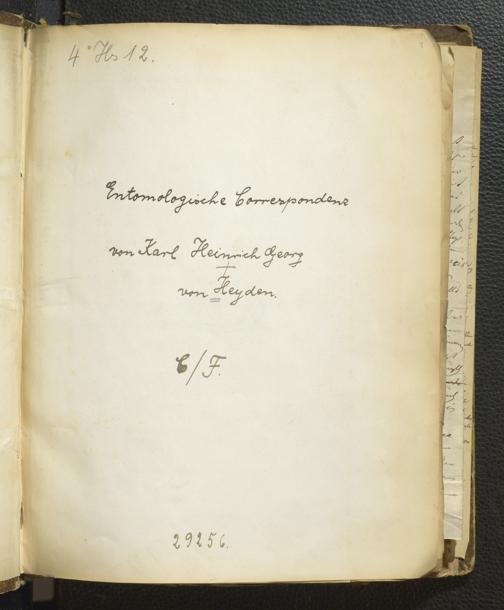 4° Hs 12.
Entomologische Correspondenz
von Karl Heinrich Georg
von Heyden.
C/F.
29256.